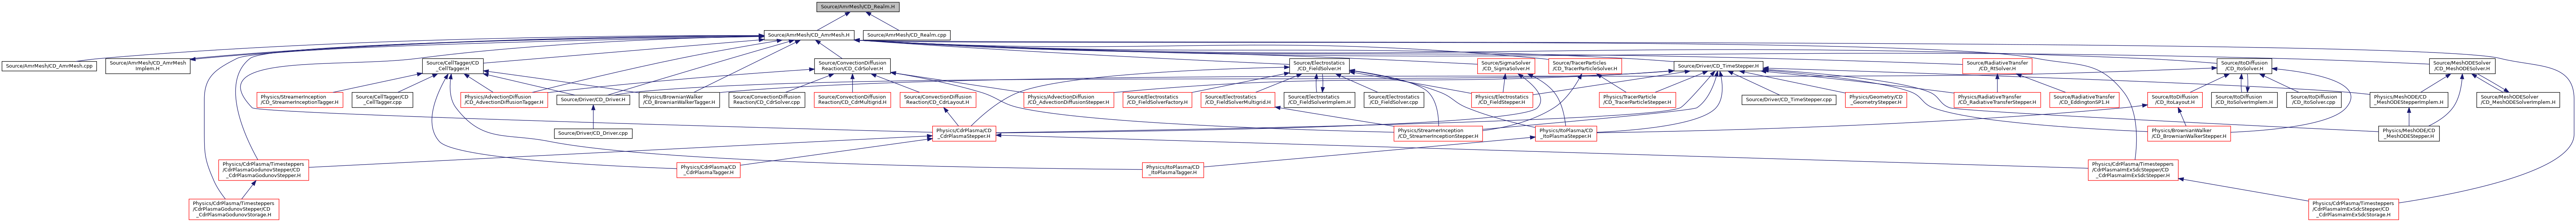 Source/AmrMesh/CD_Realm.H
Source/AmrMesh/CD_AmrMesh.H
Source/AmrMesh/CD_Realm.cpp
Source/AmrMesh/CD_AmrMesh.cpp
Source/AmrMesh/CD_AmrMesh
Implem.H
Source/CellTagger/CD
_CellTagger.H
Source/ConvectionDiffusion
Reaction/CD_CdrSolver.H
Source/Electrostatics
/CD_FieldSolver.H
Source/SigmaSolver
/CD_SigmaSolver.H
Source/TracerParticles
/CD_TracerParticleSolver.H
Source/Driver/CD_TimeStepper.H
Source/RadiativeTransfer
/CD_RtSolver.H
Source/ItoDiffusion
/CD_ItoSolver.H
Source/MeshODESolver
/CD_MeshODESolver.H
Physics/StreamerInception
/CD_StreamerInceptionTagger.H
Source/CellTagger/CD
_CellTagger.cpp
Physics/AdvectionDiffusion
/CD_AdvectionDiffusionTagger.H
Source/Driver/CD_Driver.H
Physics/BrownianWalker
/CD_BrownianWalkerTagger.H
Source/ConvectionDiffusion
Reaction/CD_CdrSolver.cpp
Source/ConvectionDiffusion
Reaction/CD_CdrMultigrid.H
Source/ConvectionDiffusion
Reaction/CD_CdrLayout.H
Physics/AdvectionDiffusion
/CD_AdvectionDiffusionStepper.H
Source/Electrostatics
/CD_FieldSolverFactory.H
Source/Electrostatics
/CD_FieldSolverMultigrid.H
Source/Electrostatics
/CD_FieldSolverImplem.H
Source/Electrostatics
/CD_FieldSolver.cpp
Physics/Electrostatics
/CD_FieldStepper.H
Physics/TracerParticle
/CD_TracerParticleStepper.H
Source/Driver/CD_TimeStepper.cpp
Physics/Geometry/CD
_GeometryStepper.H
Physics/RadiativeTransfer
/CD_RadiativeTransferStepper.H
Source/RadiativeTransfer
/CD_EddingtonSP1.H
Source/ItoDiffusion
/CD_ItoLayout.H
Source/ItoDiffusion
/CD_ItoSolverImplem.H
Source/ItoDiffusion
/CD_ItoSolver.cpp
Physics/MeshODE/CD
_MeshODEStepperImplem.H
Source/MeshODESolver
/CD_MeshODESolverImplem.H
Source/Driver/CD_Driver.cpp
Physics/CdrPlasma/CD
_CdrPlasmaStepper.H
Physics/StreamerInception
/CD_StreamerInceptionStepper.H
Physics/ItoPlasma/CD
_ItoPlasmaStepper.H
Physics/BrownianWalker
/CD_BrownianWalkerStepper.H
Physics/MeshODE/CD
_MeshODEStepper.H
Physics/CdrPlasma/Timesteppers
/CdrPlasmaGodunovStepper/CD
_CdrPlasmaGodunovStepper.H
Physics/CdrPlasma/CD
_CdrPlasmaTagger.H
Physics/ItoPlasma/CD
_ItoPlasmaTagger.H
Physics/CdrPlasma/Timesteppers
/CdrPlasmaImExSdcStepper/CD
_CdrPlasmaImExSdcStepper.H
Physics/CdrPlasma/Timesteppers
/CdrPlasmaGodunovStepper/CD
_CdrPlasmaGodunovStorage.H
Physics/CdrPlasma/Timesteppers
/CdrPlasmaImExSdcStepper/CD
_CdrPlasmaImExSdcStorage.H